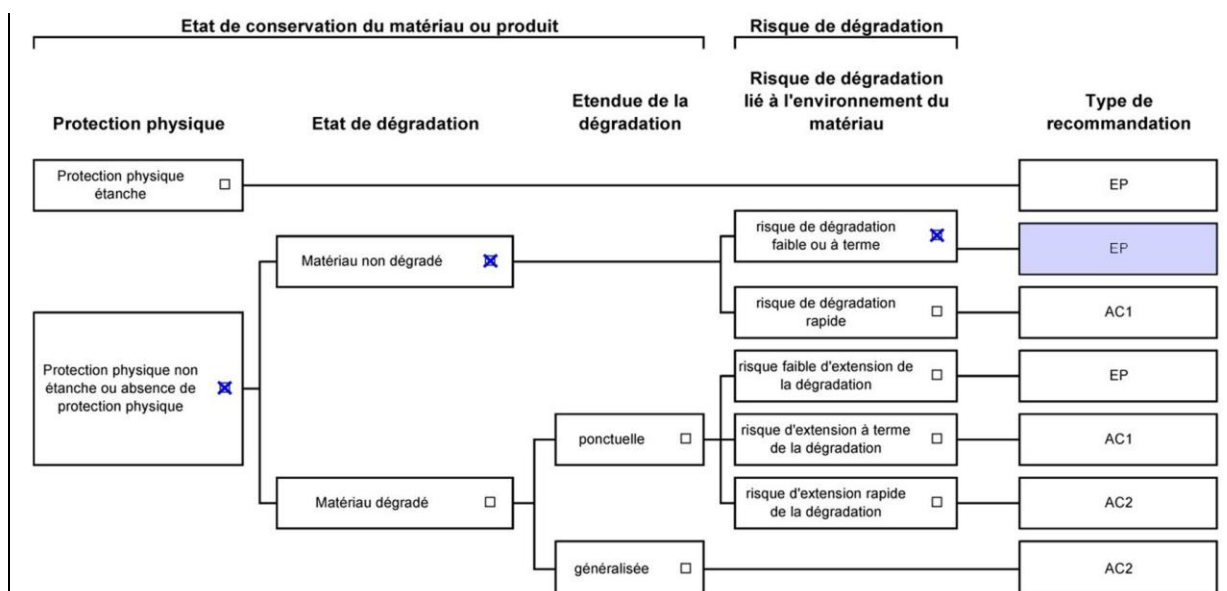 Etat de conservation du matériau ou produit
Risque de dégradation
Protection physique
Etat de dégradation
Etendue de la
dégradation
Risque de dégradation
lié à l'environnement du
matériau
Type de
recommandation
Protection physique
étanche
EP
risque de dégradation
faible ou à terme
EP
Matériau non dégradé
risque de dégradation
rapide
AC1
Protection physique non
étanche ou absence de
protection physique
risque faible d'extension de
la dégradation
EP
ponctuelle
risque d'extension à terme
de la dégradation
AC1
Matériau dégradé
risque d'extension rapide
de la dégradation
AC2
généralisée
AC2